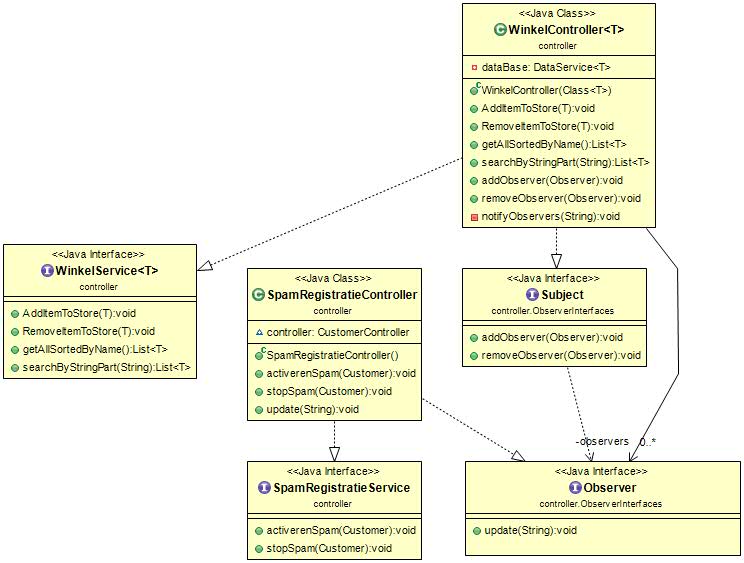 <<Java Class>>
WinkelController<T>
controller
dataBase: DataService<T>
WinkelController(Class<T>)
AddItemToStore(T):void
RemoveItemToStore(T):void
getAllSortedByName():List<T>
searchByStringPart(String):List<T>
addObserver(Observer):void
removeObserver(Observer):void
notifyObservers(String):void
<<Java Interface>>
WinkelService<T>
controller
AddItemToStore(T):void
RemoveItemToStore(T):void
getAllSortedByName():List<T>
searchByStringPart(String):List<T>
<<Java Class>>
SpamRegistratieController
controller
controller: CustomerController
SpamRegistratieController()
activerenSpam(Customer):void
stopSpam(Customer):void
update(String):void
<<Java Interface>>
Subject
controller.ObserverInterfaces
addObserver(Observer):void
removeObserver(Observer):void
-observers 0..*
<<Java Interface>>
SpamRegistratieService
controller
activerenSpam(Customer):void
stopSpam(Customer):void
<<Java Interface>>
Observer
controller.ObserverInterfaces
update(String):void